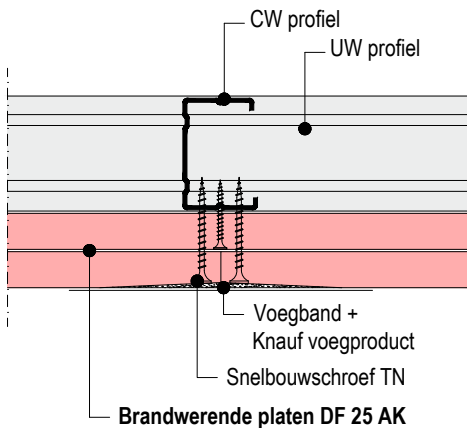 CW profiel
UW profiel
Voegband +
Knauf voegproduct
Snelbouwschroef TN
Brandwerende platen DF 25 AK